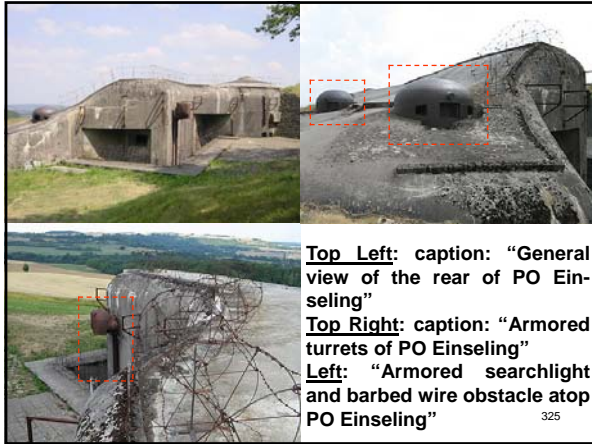 Top Left: caption: “General
view of the rear of PO Ein-
seling”
Top Right: caption: “Armored
turrets of PO Einseling”
Left: “Armored searchlight
and barbed wire obstacle atop
PO Einseling”
325